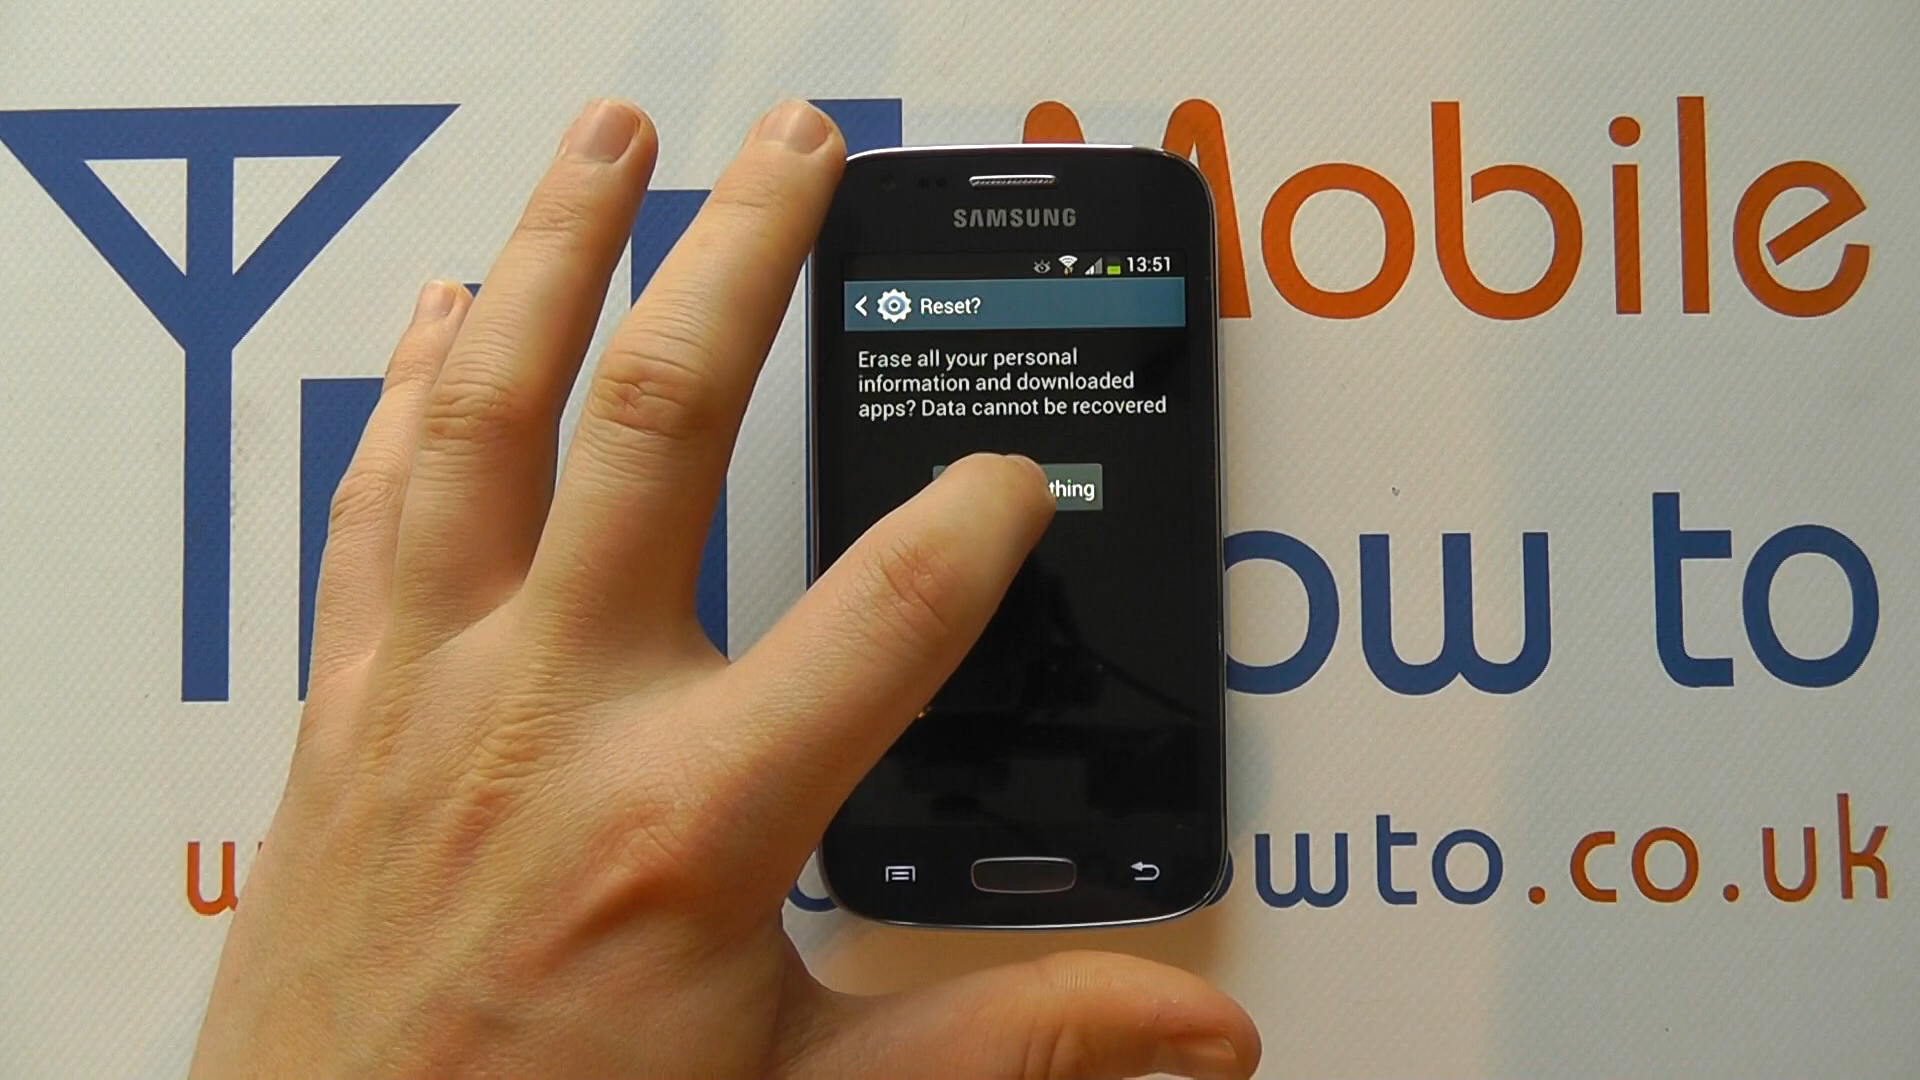 Mobile
SAMSUNG
13:51
Reset?
Erase all your personal
information and downloaded
apps? Data cannot be recovered
thing
ow to
w owto.co.uk